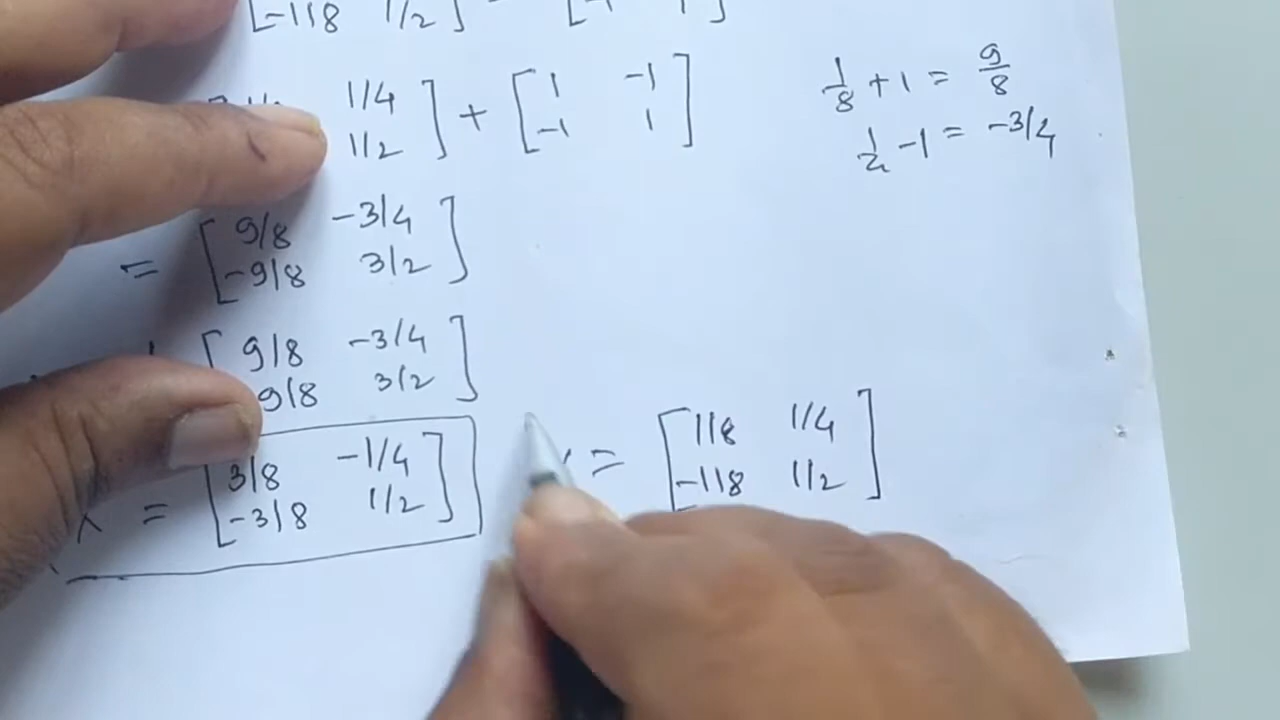 [-1/8 1/2] [-1 1]
1/4 ] + [ 1 -1 ]
1/2 ] [ -1 1 ]
1/8 + 1 = 9/8
1/2 - 1 = -3/4
= [ 9/8 -3/4 ]
[ -9/8 3/2 ]
[ 9/8 -3/4 ]
9/8 3/2 ]
[ 3/8 -1/4 ]
x = [ -3/8 1/2 ]
= [ 1/8 1/4 ]
[ -1/8 1/2 ]